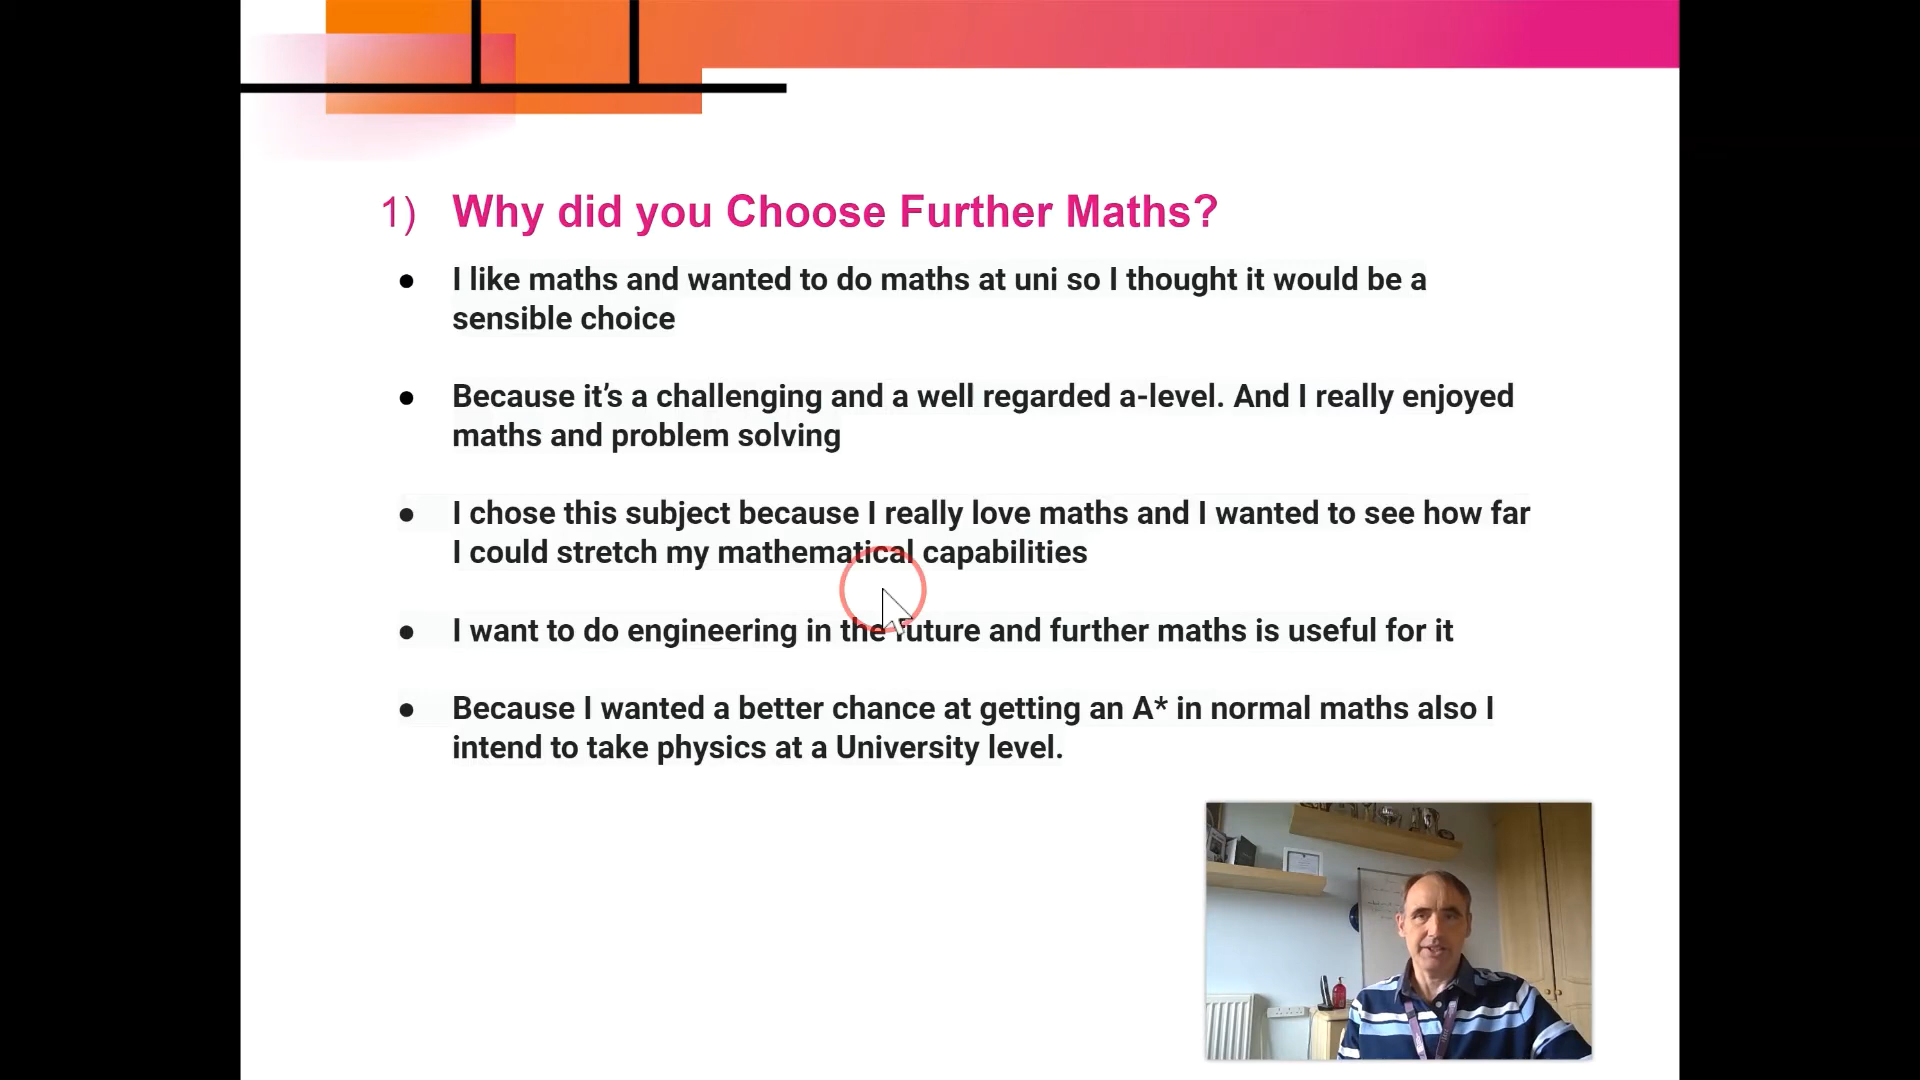 1) Why did you Choose Further Maths?
● I like maths and wanted to do maths at uni so I thought it would be a
sensible choice
● Because it’s a challenging and a well regarded a-level. And I really enjoyed
maths and problem solving
● I chose this subject because I really love maths and I wanted to see how far
I could stretch my mathematical capabilities
● I want to do engineering in the future and further maths is useful for it
● Because I wanted a better chance at getting an A* in normal maths also I
intend to take physics at a University level.